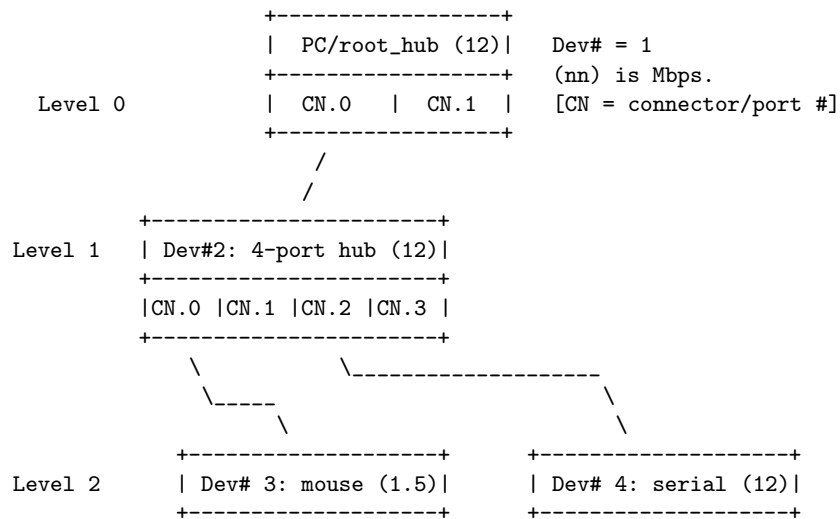 PC/root_hub (12) Dev# = 1
(nn) is Mbps.
Level 0 CN.0 CN.1 [CN = connector/port #]
Level 1 Dev#2: 4-port hub (12)
CN.0 CN.1 CN.2 CN.3
Level 2 Dev# 3: mouse (1.5) Dev# 4: serial (12)